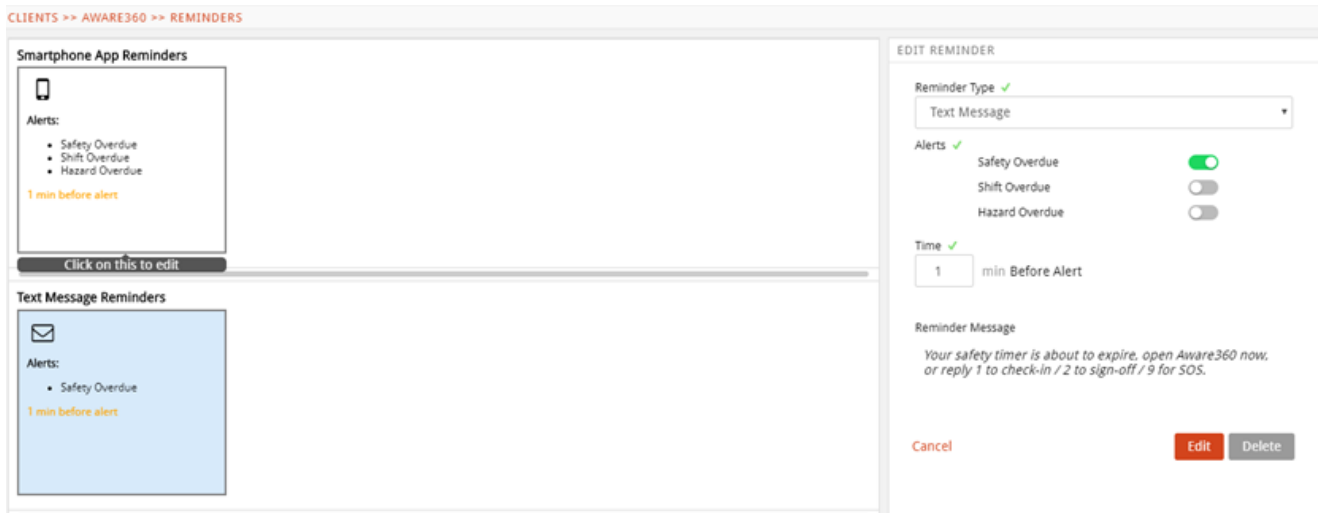 CLIENTS >> AWARE360 >> REMINDERS
Smartphone App Reminders
Alerts:
• Safety Overdue
• Shift Overdue
• Hazard Overdue
1 min before alert
Click on this to edit
Text Message Reminders
Alerts:
• Safety Overdue
1 min before alert
EDIT REMINDER
Reminder Type ✓
Text Message
Alerts ✓
Safety Overdue
Shift Overdue
Hazard Overdue
Time ✓
1 min Before Alert
Reminder Message
Your safety timer is about to expire, open Aware360 now,
or reply 1 to check-in / 2 to sign-off / 9 for SOS.
Cancel Edit Delete